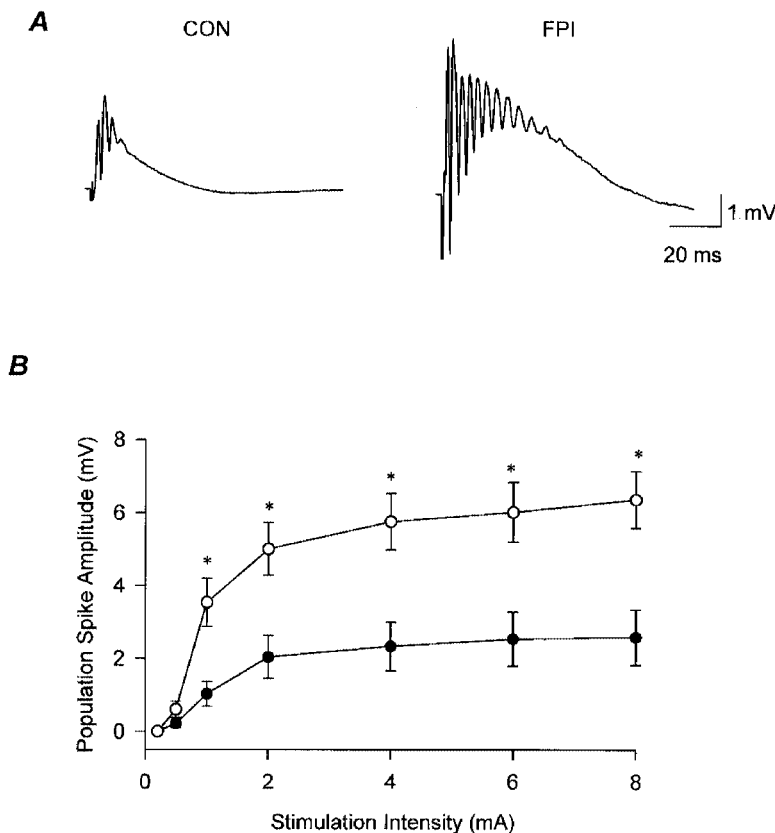 A
CON
FPI
1 mV
20 ms
B
Population Spike Amplitude (mV)
8
6
4
2
0
* * * * *
0 2 4 6 8
Stimulation Intensity (mA)